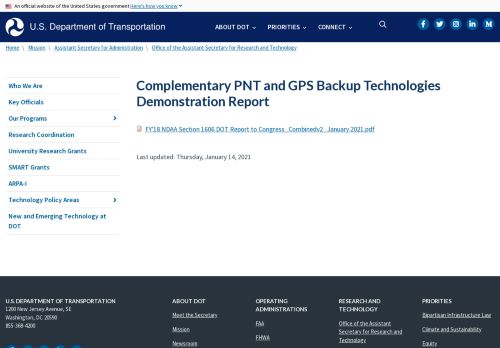 An official website of the United States government Here's how you know
U.S. Department of Transportation
ABOUT DOT
PRIORITIES
CONNECT
Home \ Mission \ Assistant Secretary for Administration \ Office of the Assistant Secretary for Research and Technology
Who We Are
Key Officials
Our Programs
Research Coordination
University Research Grants
SMART Grants
ARPA-I
Technology Policy Areas
New and Emerging Technology at
DOT
Complementary PNT and GPS Backup Technologies
Demonstration Report
FY'18 NDAA Section 1606 DOT Report to Congress_Combinedv2_January 2021.pdf
Last updated: Thursday, January 14, 2021
U.S. DEPARTMENT OF TRANSPORTATION
1200 New Jersey Avenue, SE
Washington, DC 20590
855-368-4200
ABOUT DOT
Meet the Secretary
Mission
Newsroom
OPERATING
ADMINISTRATIONS
FAA
FHWA
RESEARCH AND
TECHNOLOGY
Office of the Assistant
Secretary for Research and
Technology
PRIORITIES
Bipartisan Infrastructure Law
Climate and Sustainability
Equity